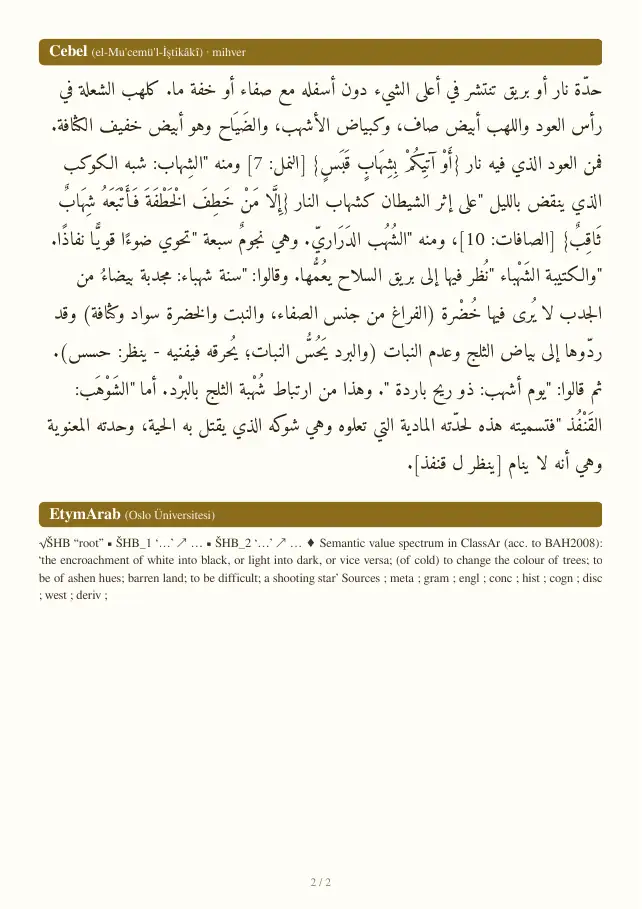 Cebel (el-Mu'cemü'l-İştikâkî) · mihver
حدّة نار أو بريق تنتشر في أعلى الشيء دون أسفله مع صفاء أو خفة ما. كلهب الشعلة في
رأس العود واللهب أبيض صاف، وكبياض الأشهب، والضَيَاح وهو أبيض خفيف الكثافة.
فمن العود الذي فيه نار {أَوْ آتِيكُمْ بِشِهَابٍ قَبَسٍ} [النمل: 7] ومنه "الشِهاب: شبه الكوكب
الذي ينقض بالليل "على إثر الشيطان كشهاب النار {إِلَّا مَنْ خَطِفَ الْخَطْفَةَ فَأَتْبَعَهُ شِهَابٌ
ثَاقِبٌ} [الصافات: 10]، ومنه "الشُهُب الدَرَاريّ. وهي نجومٌ سبعة "تحوي ضوءًا قويًّا نفاذًا.
"والكتيبة الشَهْباء "نُظر فيها إلى بريق السلاح يعُمُّها. وقالوا: "سنة شهباء: مجدبة بيضاءُ من
الجدب لا يُرى فيها خُضْرة (الفراغ من جنس الصفاء، والنبت والخضرة سواد وكثافة) وقد
ردّوها إلى بياض الثلج وعدم النبات (والبرد يَحُسُّ النبات؛ يُحرقه فيفنيه - ينظر: حسس).
ثم قالوا: "يوم أشهب: ذو ريح باردة ". وهذا من ارتباط شُهْبة الثلج بالبرْد. أما "الشَوْهَب:
القَنْفُذ "فتسميته هذه لحدّته المادية التي تعلوه وهي شوكه الذي يقتل به الحية، وحدته المعنوية
وهي أنه لا ينام [ينظر ل قنفذ].
EtymArab (Oslo Üniversitesi)
√ŠHB “root” ▪ ŠHB_1 ‘…’ ↗ … ▪ ŠHB_2 ‘…’ ↗ … ♦ Semantic value spectrum in ClassAr (acc. to BAH2008):
‘the encroachment of white into black, or light into dark, or vice versa; (of cold) to change the colour of trees; to
be of ashen hues; barren land; to be difficult; a shooting star’ Sources ; meta ; gram ; engl ; conc ; hist ; cogn ; disc
; west ; deriv ;
2 / 2